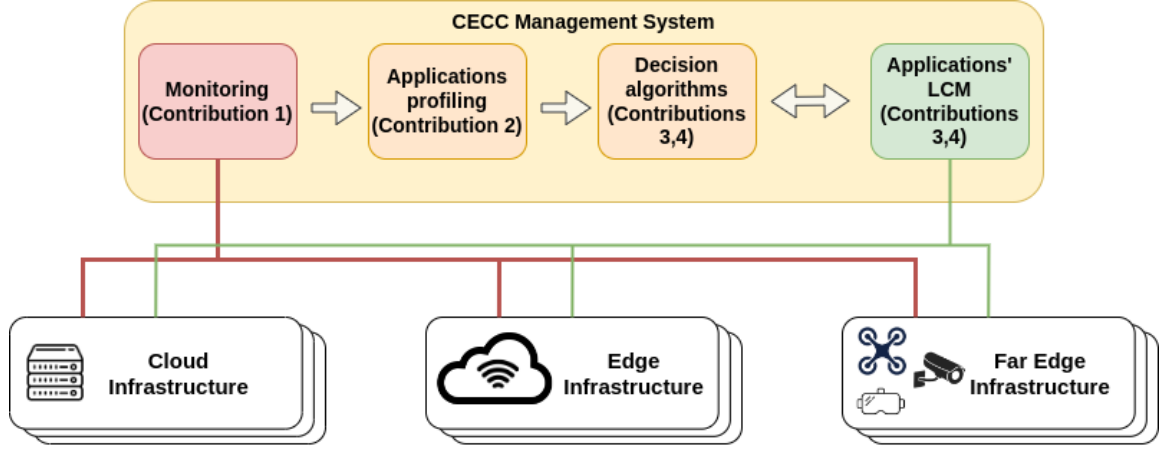 CECC Management System
Monitoring
(Contribution 1)
Applications
profiling
(Contribution 2)
Decision
algorithms
(Contributions
3,4)
Applications'
LCM
(Contributions
3,4)
Cloud
Infrastructure
Edge
Infrastructure
Far Edge
Infrastructure